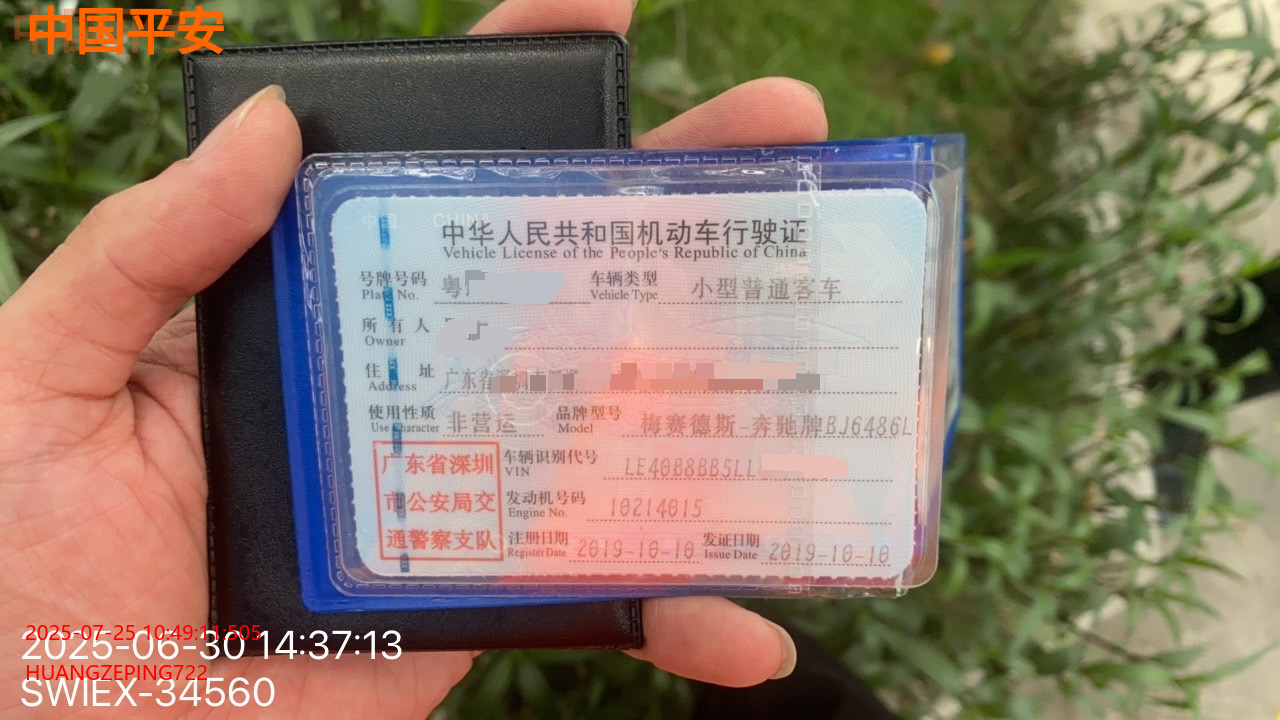 中国平安
中国 CHINA
中华人民共和国机动车行驶证
Vehicle License of the People's Republic of China
号牌号码 粤 车辆类型 小型普通客车
Plate No. Vehicle Type
所有人
Owner
住址 广东省深圳市
Address
使用性质 非营运 品牌型号 梅赛德斯-奔驰牌BJ6486L
Use Character Model
广东省深圳 车辆识别代号 LE40B8BB5LL
VIN
市公安局交 发动机号码 10214015
Engine No.
通警察支队 注册日期 2019-10-10 发证日期 2019-10-10
Register Date Issue Date
2025-07-25 10:49:11:505
2025-06-30 14:37:13
HUANGZEPING722
SWIEX-34560